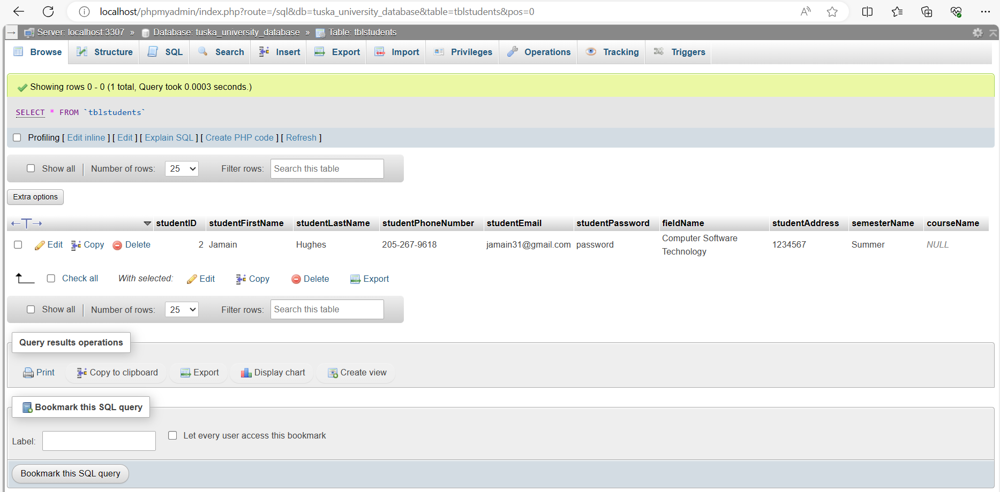 localhost/phpmyadmin/index.php?route=/sql&db=tuska_university_database&table=tblstudents&pos=0
Server: localhost:3307 » Database: tuska_university_database » Table: tblstudents
Browse Structure SQL Search Insert Export Import Privileges Operations Tracking Triggers
Showing rows 0 - 0 (1 total, Query took 0.0003 seconds.)
SELECT * FROM `tblstudents`
Profiling [ Edit inline ] [ Edit ] [ Explain SQL ] [ Create PHP code ] [ Refresh ]
Show all | Number of rows: 25 Filter rows: Search this table
Extra options
←T→ studentID studentFirstName studentLastName studentPhoneNumber studentEmail studentPassword fieldName studentAddress semesterName courseName
Edit Copy Delete 2 Jamain Hughes 205-267-9618 jamain31@gmail.com password Computer Software Technology 1234567 Summer NULL
Check all With selected: Edit Copy Delete Export
Show all | Number of rows: 25 Filter rows: Search this table
Query results operations
Print Copy to clipboard Export Display chart Create view
Bookmark this SQL query
Label: Let every user access this bookmark
Bookmark this SQL query